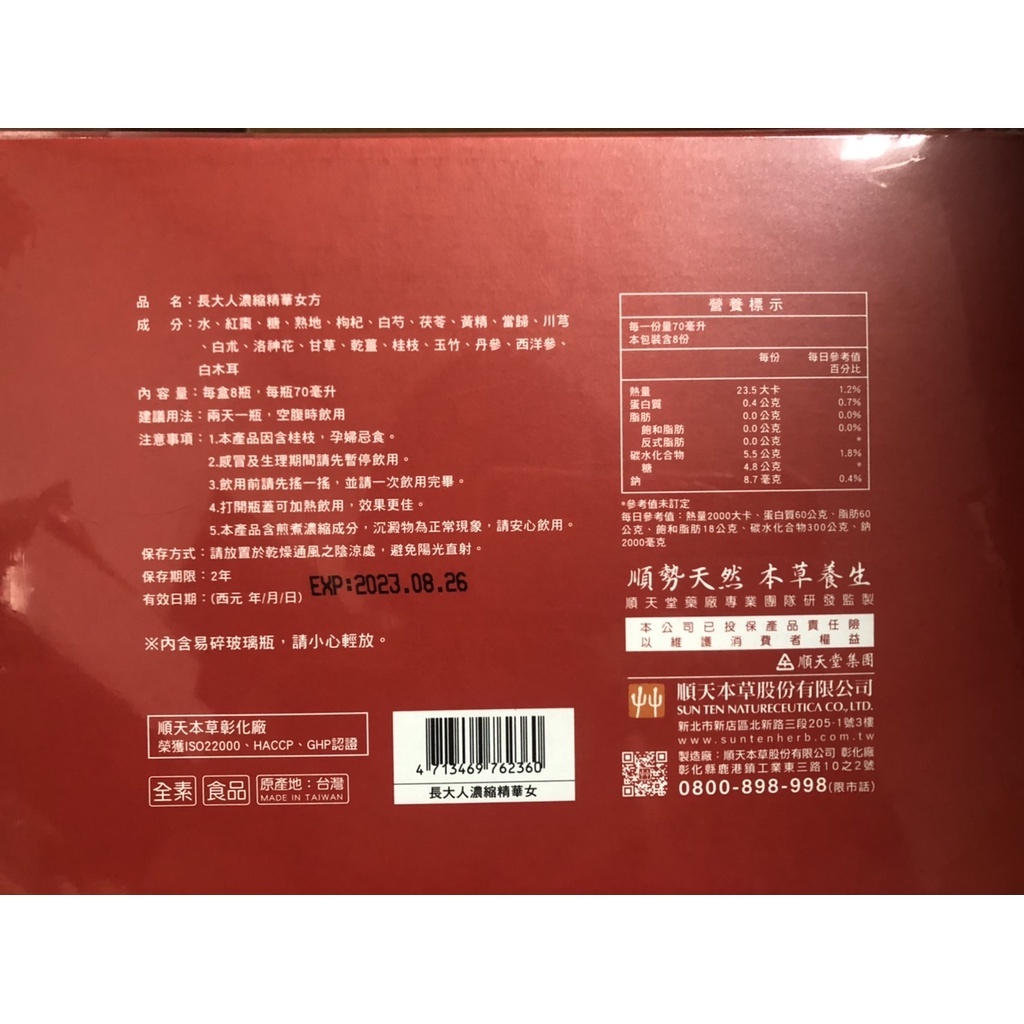 品 名：長大人濃縮精華女方
成 分：水、紅棗、糖、熟地、枸杞、白芍、茯苓、黃精、當歸、川芎
、白朮、洛神花、甘草、乾薑、桂枝、玉竹、丹參、西洋參、
白木耳
內 容 量：每盒8瓶，每瓶70毫升
建議用法：兩天一瓶，空腹時飲用
注意事項：1.本產品因含桂枝，孕婦忌食。
2.感冒及生理期間請先暫停飲用。
3.飲用前請先搖一搖，並請一次飲用完畢。
4.打開瓶蓋可加熱飲用，效果更佳。
5.本產品含煎煮濃縮成分，沉澱物為正常現象，請安心飲用。
保存方式：請放置於乾燥通風之陰涼處，避免陽光直射。
保存期限：2年
有效日期：(西元 年/月/日) EXP:2023.08.26
※內含易碎玻璃瓶，請小心輕放。
順天本草彰化廠
榮獲ISO22000、HACCP、GHP認證
全素 食品 原產地：台灣
MADE IN TAIWAN
4 713469 762360
長大人濃縮精華女
營養標示
每一份量70毫升
本包裝含8份
每份 每日參考值
百分比
熱量 23.5 大卡 1.2%
蛋白質 0.4 公克 0.7%
脂肪 0.0 公克 0.0%
飽和脂肪 0.0 公克 0.0%
反式脂肪 0.0 公克 *
碳水化合物 5.5 公克 1.8%
糖 4.8 公克 *
鈉 8.7 毫克 0.4%
*參考值未訂定
每日參考值：熱量2000大卡、蛋白質60公克、脂肪60
公克、飽和脂肪18公克、碳水化合物300公克、鈉
2000毫克
順勢天然 本草養生
順天堂藥廠專業團隊研發監製
本公司已投保產品責任險
以維護消費者權益
順天堂集團
順天本草股份有限公司
SUN TEN NATURECEUTICA CO., LTD.
新北市新店區北新路三段205-1號3樓
www.suntenherb.com.tw
製造廠：順天本草股份有限公司 彰化廠
彰化縣鹿港鎮工業東三路10之2號
0800-898-998(限市話)